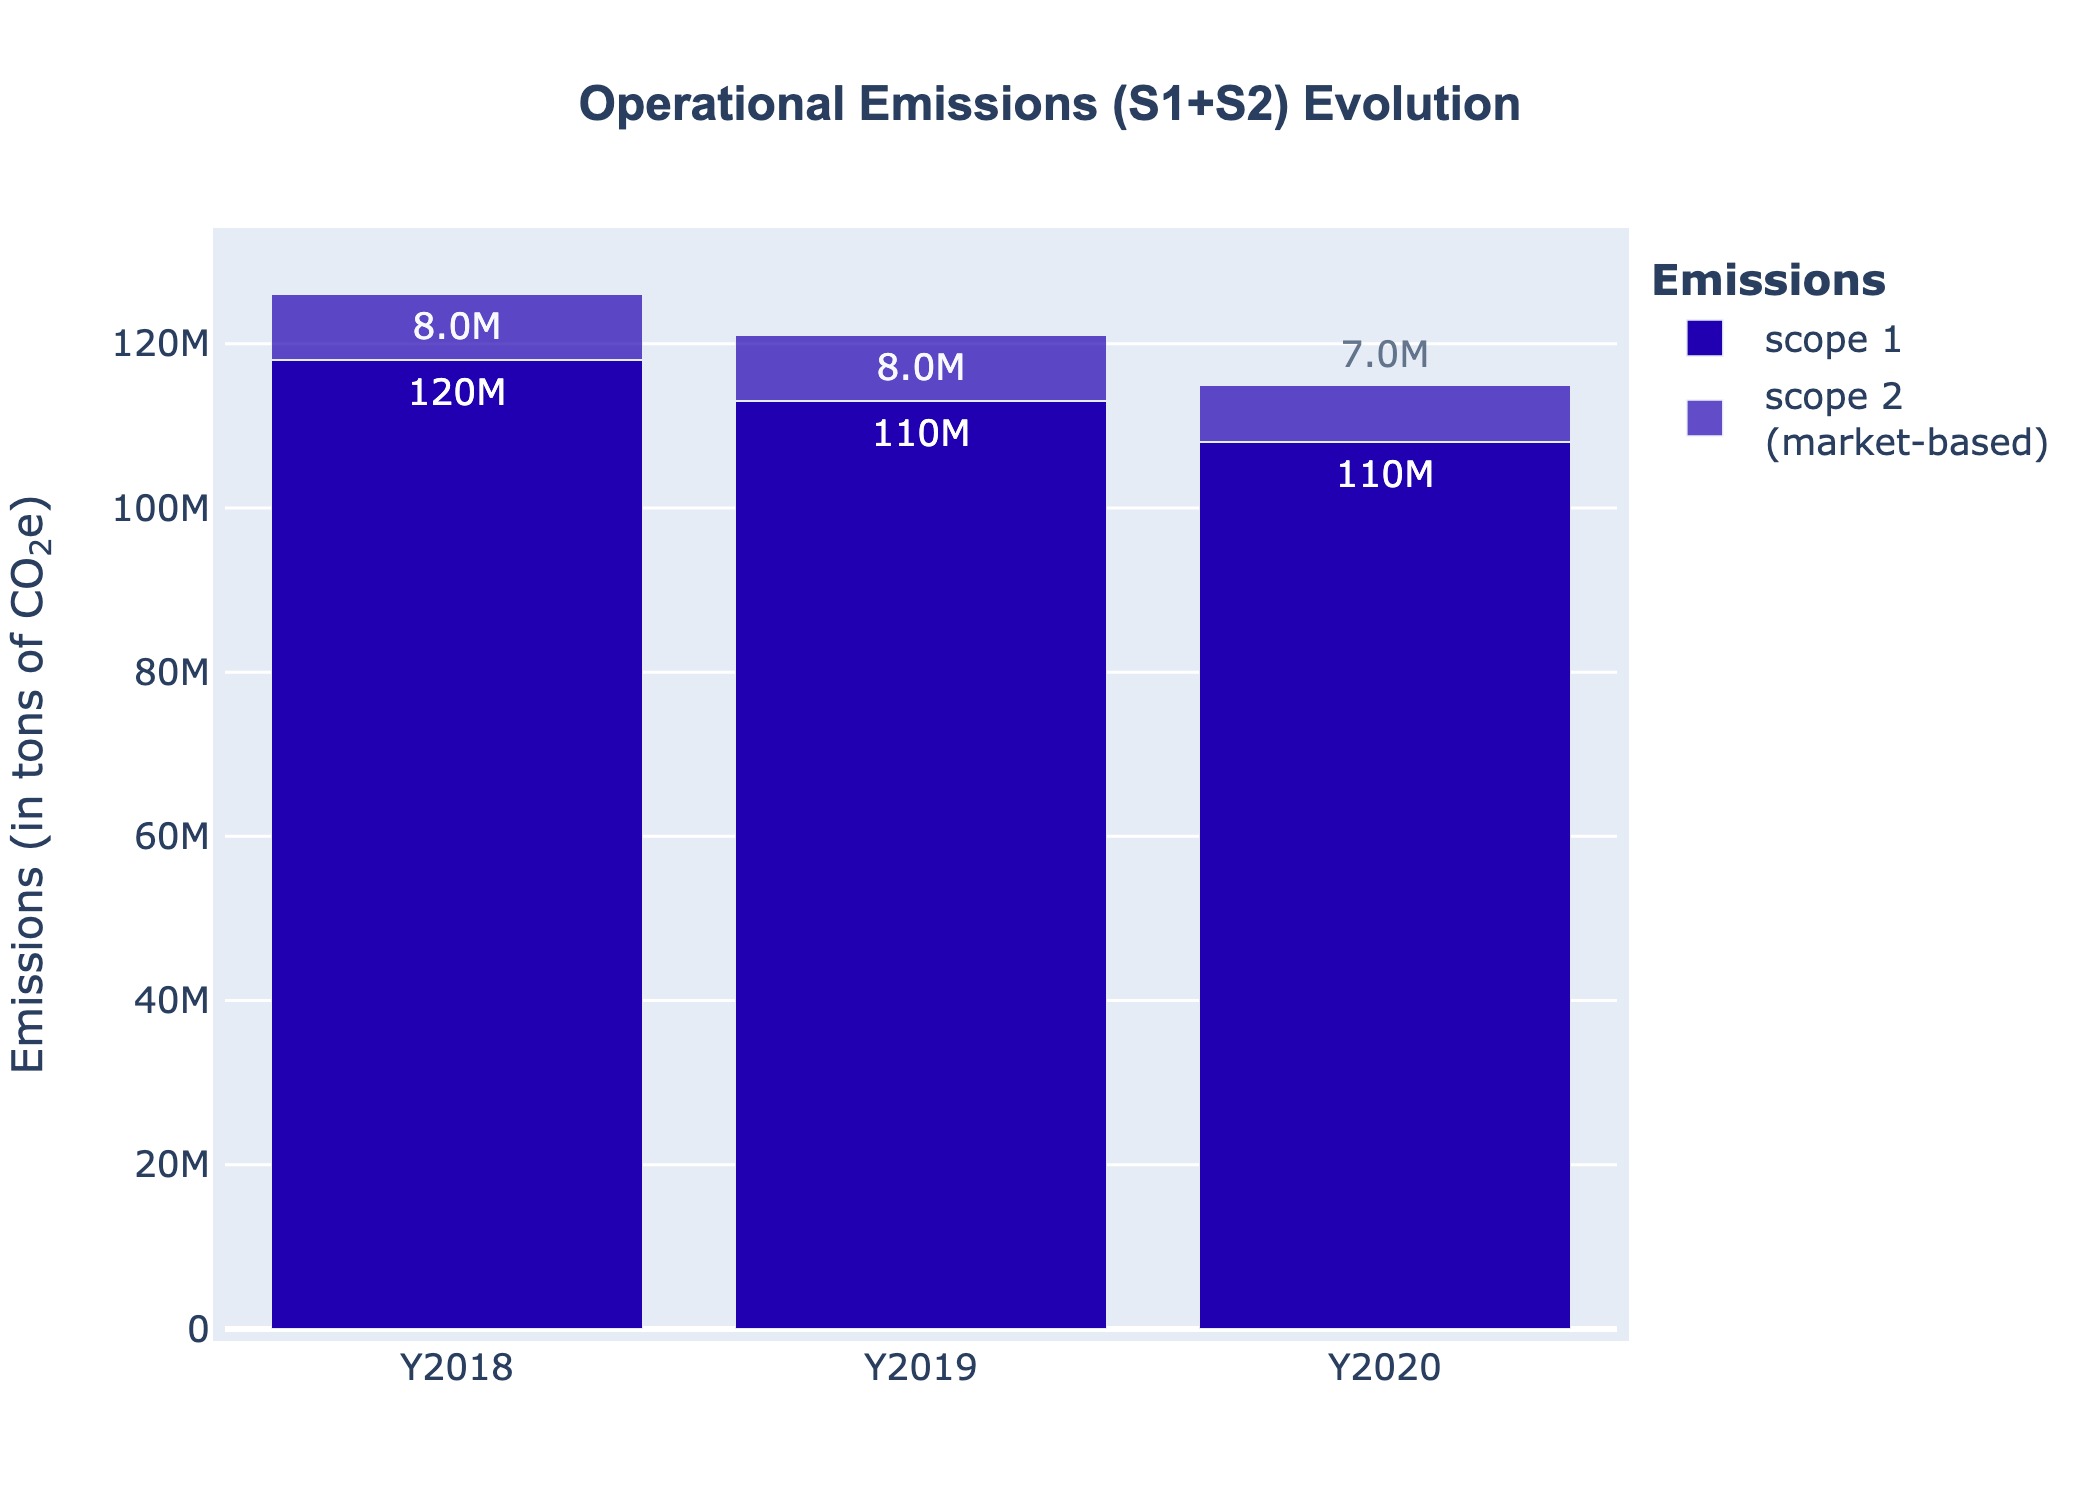 Operational Emissions (S1+S2) Evolution
Emissions
scope 1
scope 2
(market-based)
Emissions (in tons of CO₂e)
120M
100M
80M
60M
40M
20M
0
8.0M
120M
8.0M
110M
7.0M
110M
Y2018
Y2019
Y2020